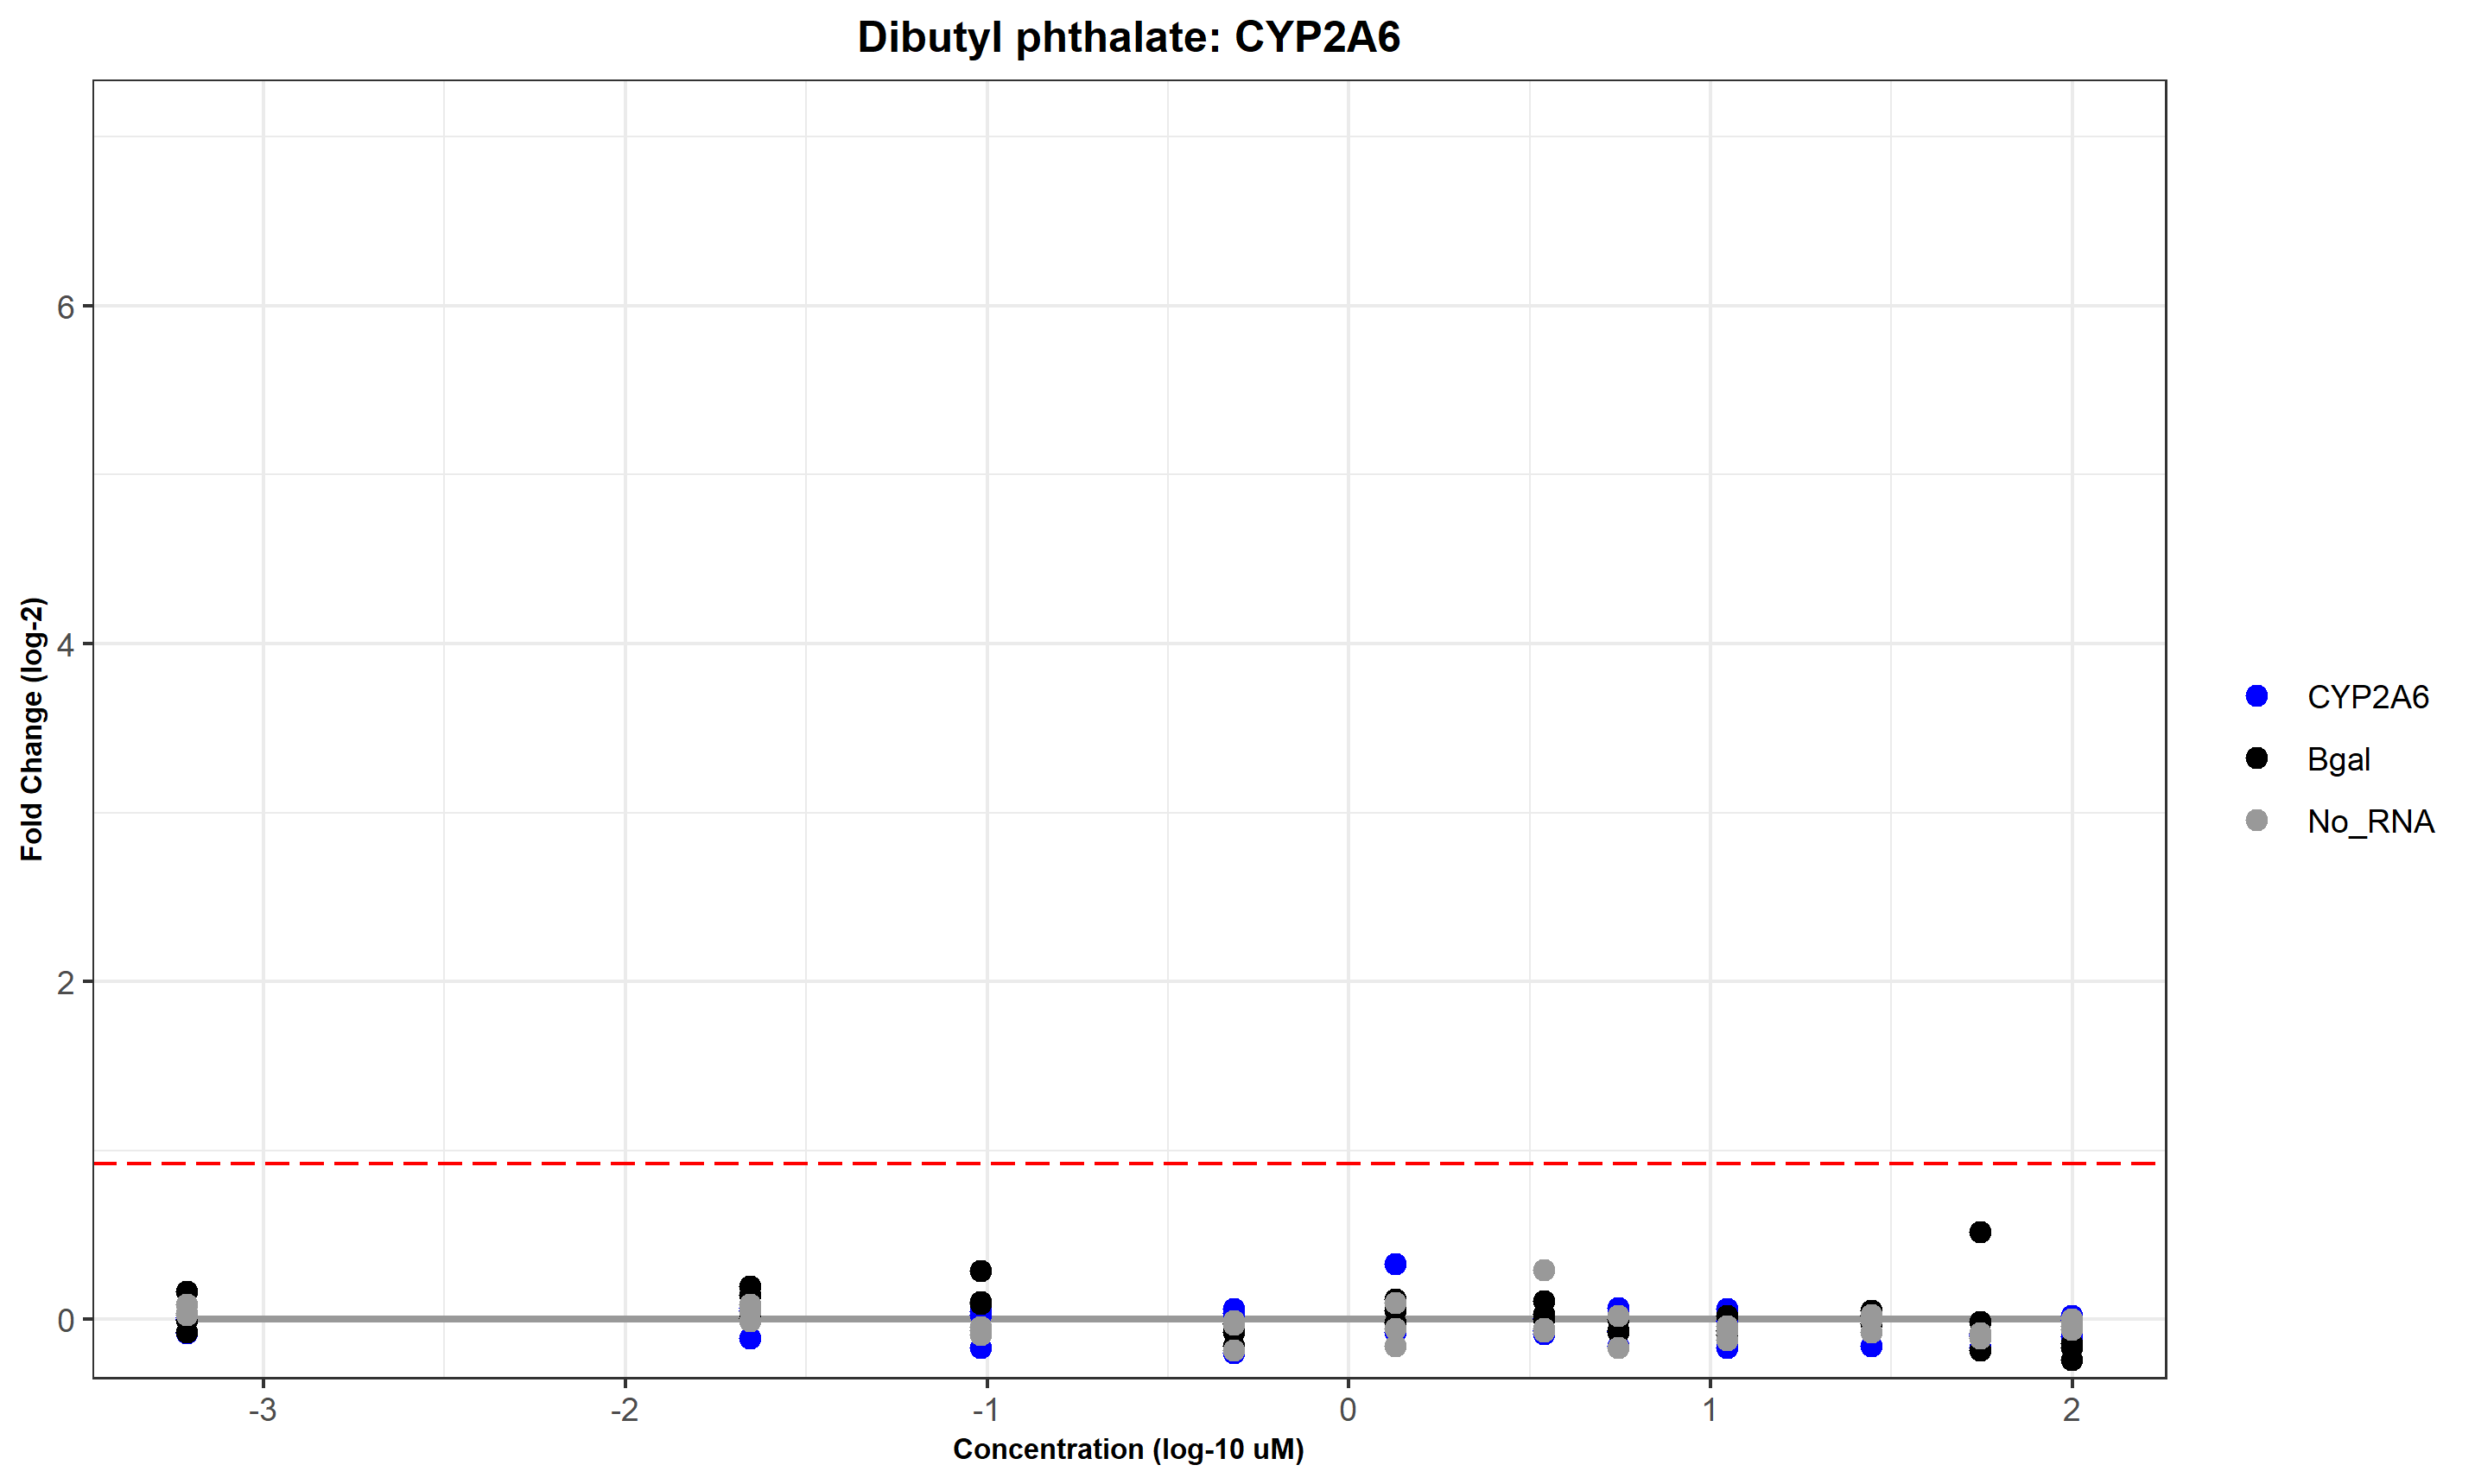 Dibutyl phthalate: CYP2A6
Fold Change (log-2)
6
4
2
0
-3
-2
-1
0
1
2
Concentration (log-10 uM)
CYP2A6
Bgal
No_RNA